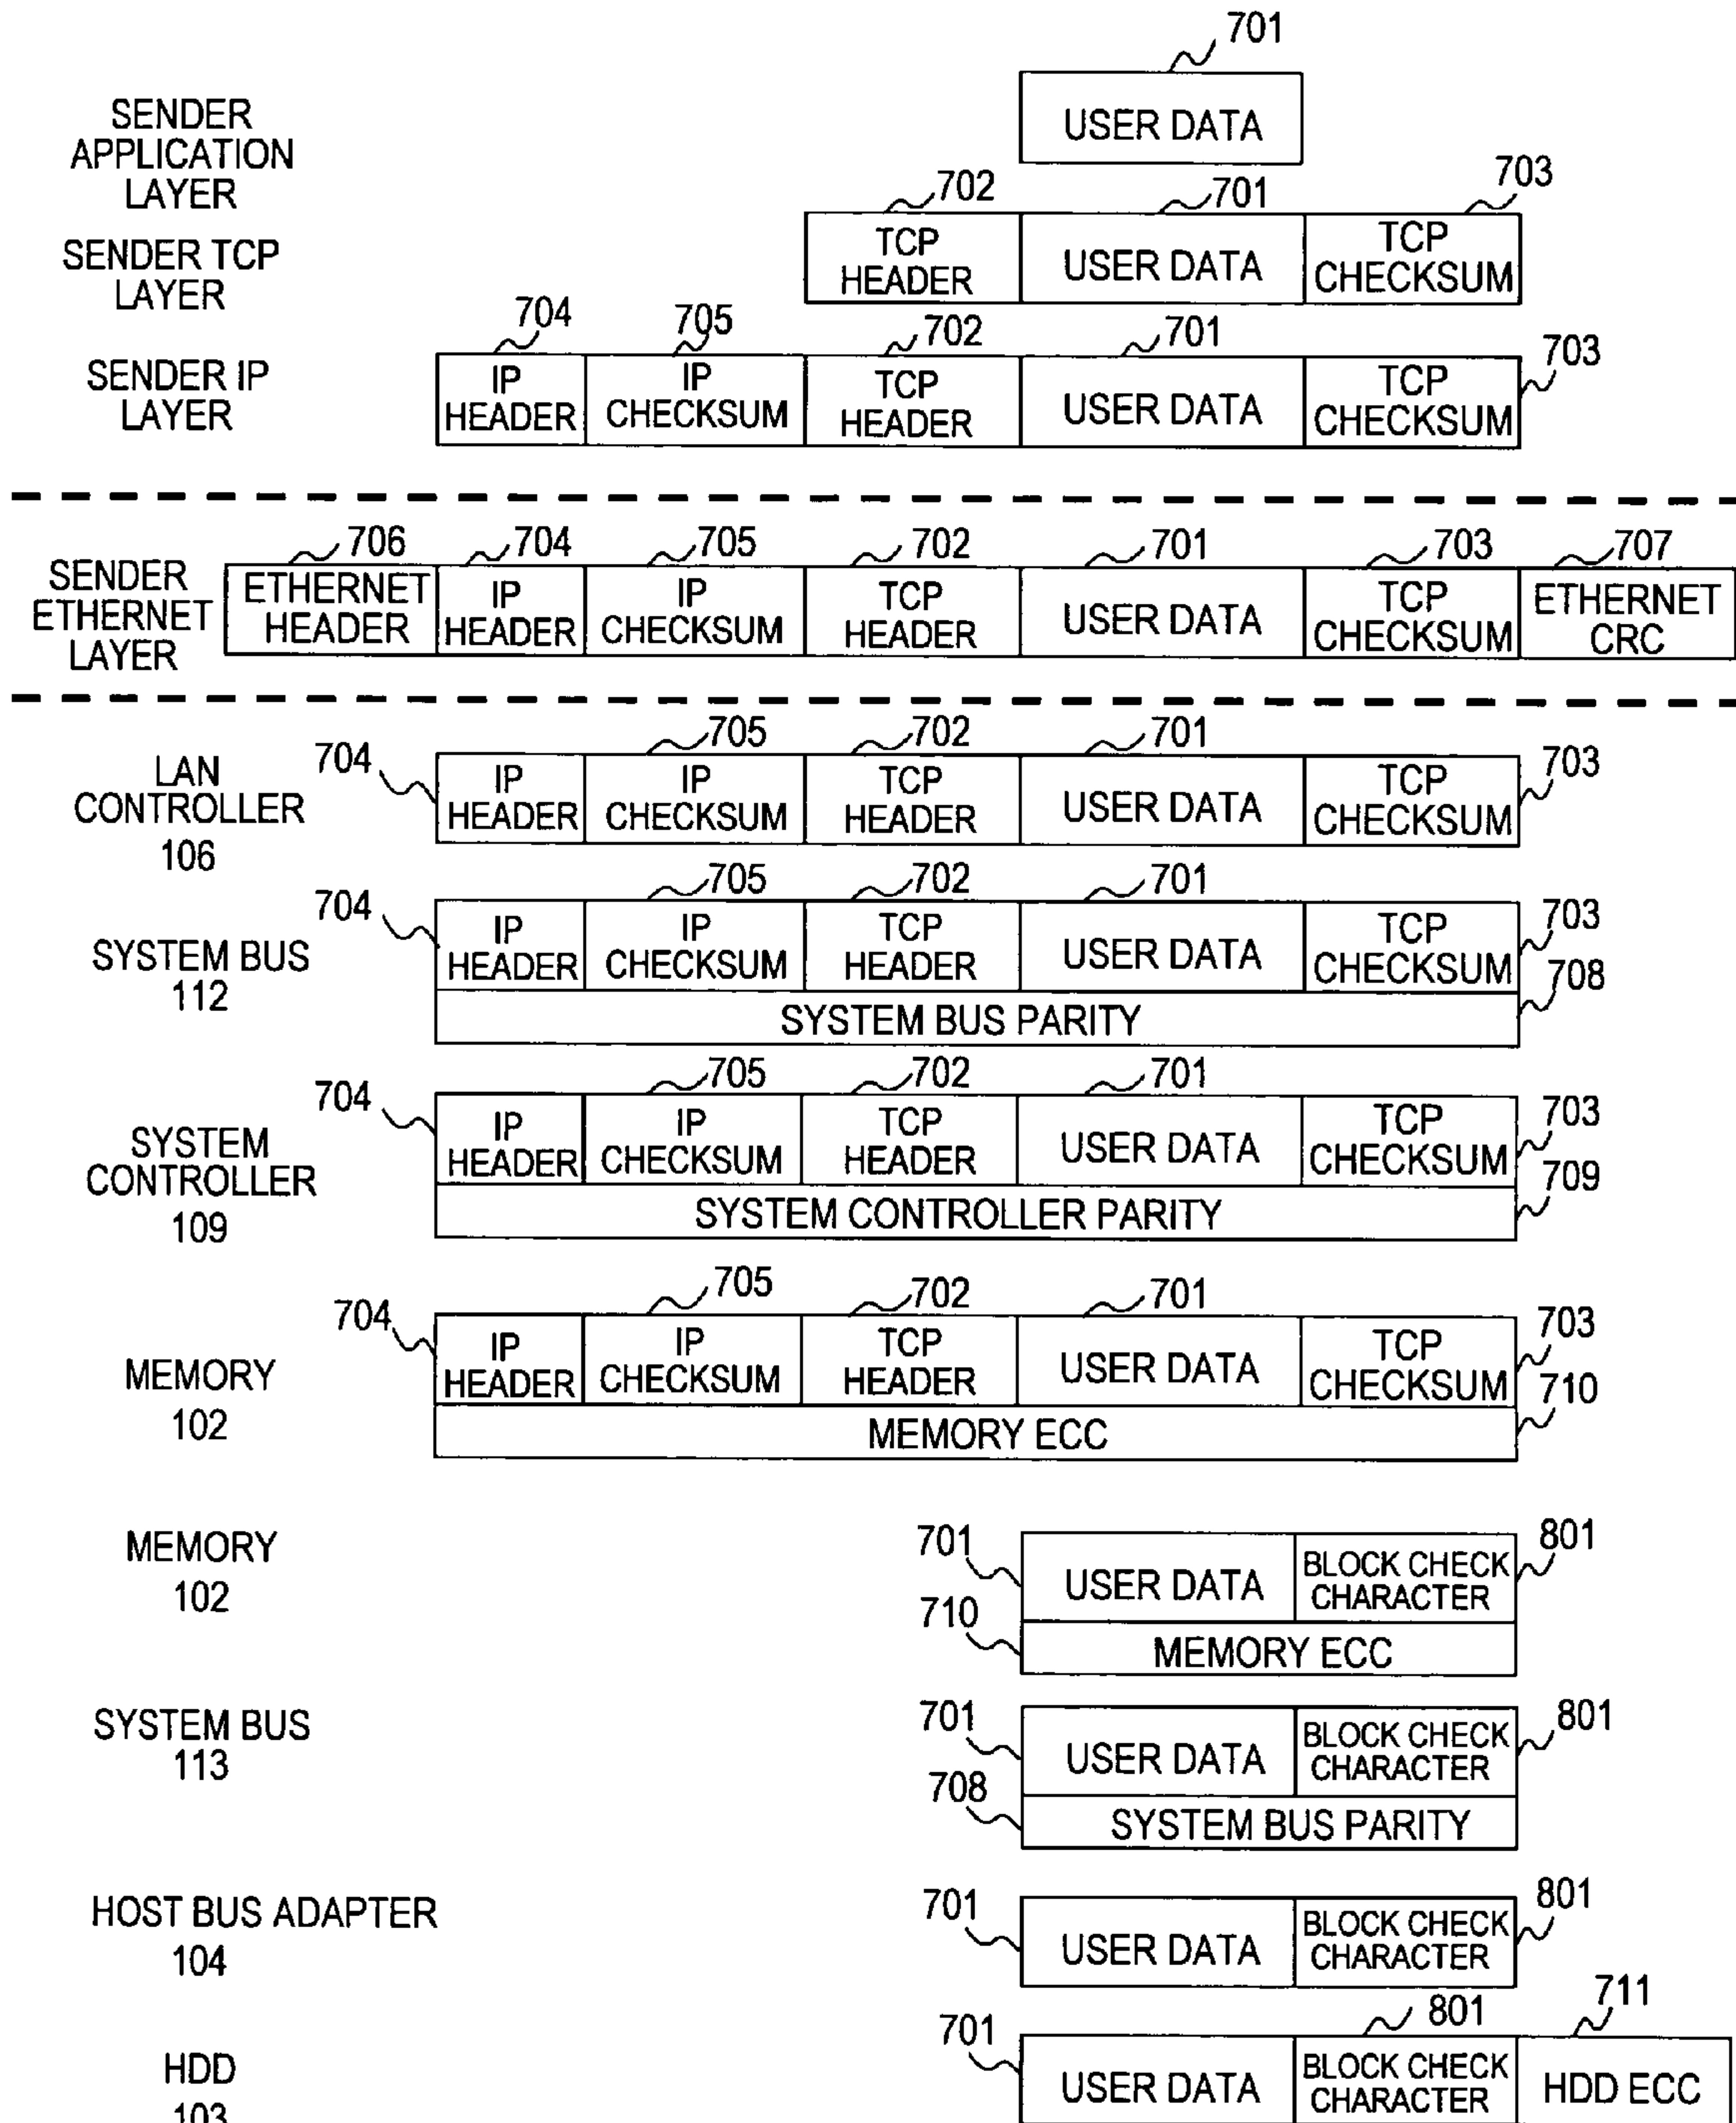 701
SENDER
APPLICATION
LAYER
USER DATA
702
701
703
SENDER TCP
LAYER
TCP
HEADER
USER DATA
TCP
CHECKSUM
704
705
702
701
703
SENDER IP
LAYER
IP
HEADER
IP
CHECKSUM
TCP
HEADER
USER DATA
TCP
CHECKSUM
706
704
705
702
701
703
707
SENDER
ETHERNET
LAYER
ETHERNET
HEADER
IP
HEADER
IP
CHECKSUM
TCP
HEADER
USER DATA
TCP
CHECKSUM
ETHERNET
CRC
705
702
701
LAN
CONTROLLER
106
704
IP
HEADER
IP
CHECKSUM
TCP
HEADER
USER DATA
TCP
CHECKSUM
703
705
702
701
SYSTEM BUS
112
704
IP
HEADER
IP
CHECKSUM
TCP
HEADER
USER DATA
TCP
CHECKSUM
703
708
SYSTEM BUS PARITY
705
702
701
SYSTEM
CONTROLLER
109
704
IP
HEADER
IP
CHECKSUM
TCP
HEADER
USER DATA
TCP
CHECKSUM
703
709
SYSTEM CONTROLLER PARITY
705
702
701
MEMORY
102
704
IP
HEADER
IP
CHECKSUM
TCP
HEADER
USER DATA
TCP
CHECKSUM
703
710
MEMORY ECC
MEMORY
102
701
USER DATA
BLOCK CHECK
CHARACTER
801
710
MEMORY ECC
SYSTEM BUS
113
701
USER DATA
BLOCK CHECK
CHARACTER
801
708
SYSTEM BUS PARITY
HOST BUS ADAPTER
104
701
USER DATA
BLOCK CHECK
CHARACTER
801
HDD
103
701
801
711
USER DATA
BLOCK CHECK
CHARACTER
HDD ECC